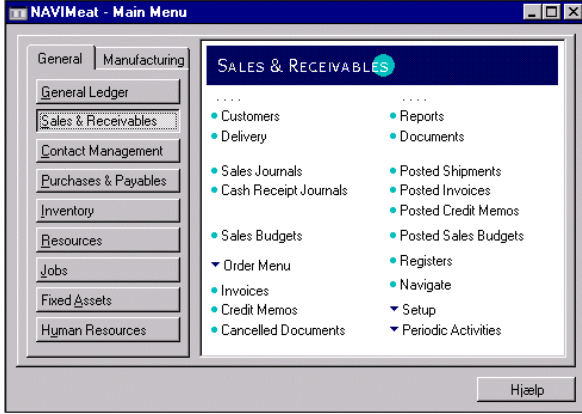 NAVIMeat - Main Menu
General
Manufacturing
General Ledger
Sales & Receivables
Contact Management
Purchases & Payables
Inventory
Resources
Jobs
Fixed Assets
Human Resources
SALES & RECEIVABLES
Customers
Delivery
Sales Journals
Cash Receipt Journals
Sales Budgets
Order Menu
Invoices
Credit Memos
Cancelled Documents
Reports
Documents
Posted Shipments
Posted Invoices
Posted Credit Memos
Posted Sales Budgets
Registers
Navigate
Setup
Periodic Activities
Hjælp